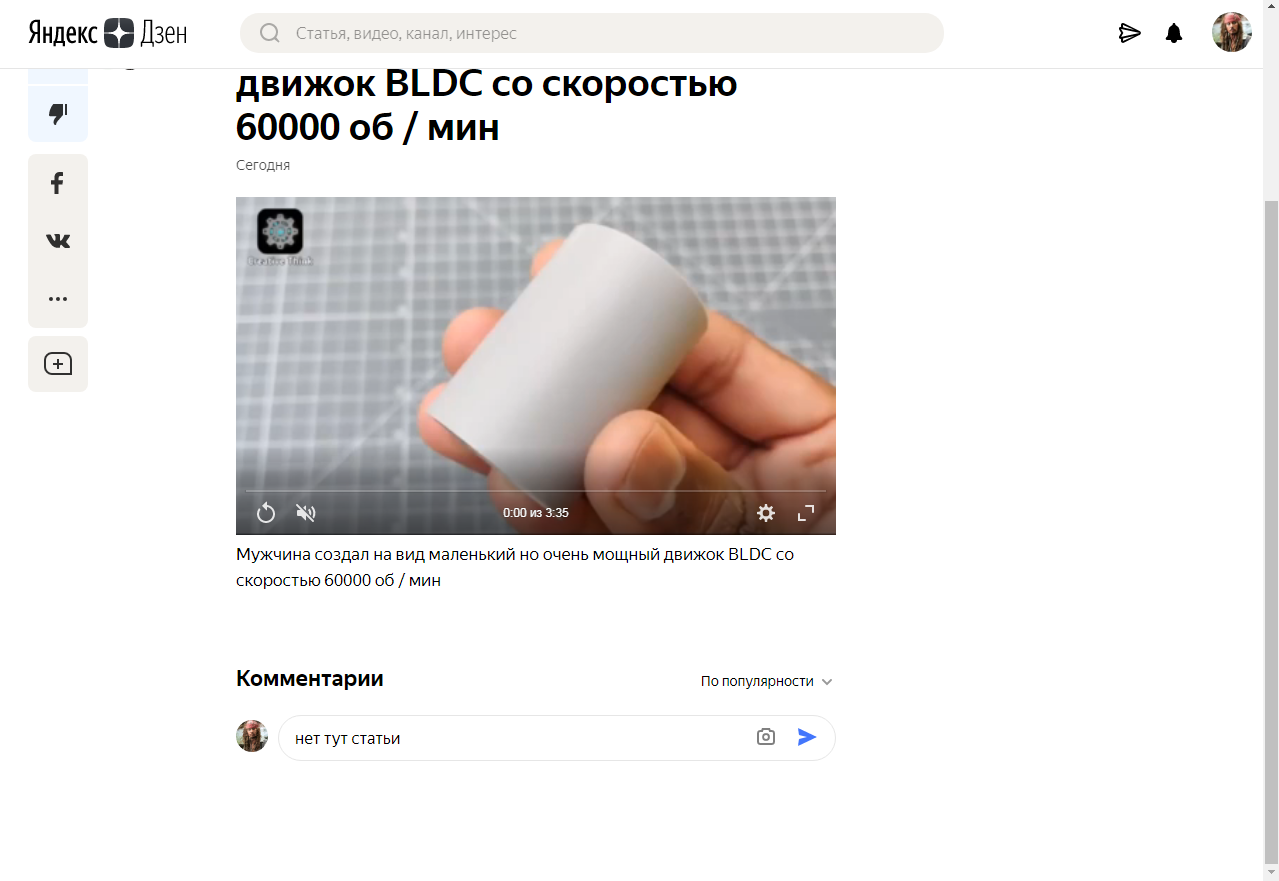 Яндекс Дзен
Статья, видео, канал, интерес
движок BLDC со скоростью
60000 об / мин
Сегодня
Creative Think
0:00 из 3:35
Мужчина создал на вид маленький но очень мощный движок BLDC со
скоростью 60000 об / мин
Комментарии
По популярности
нет тут статьи